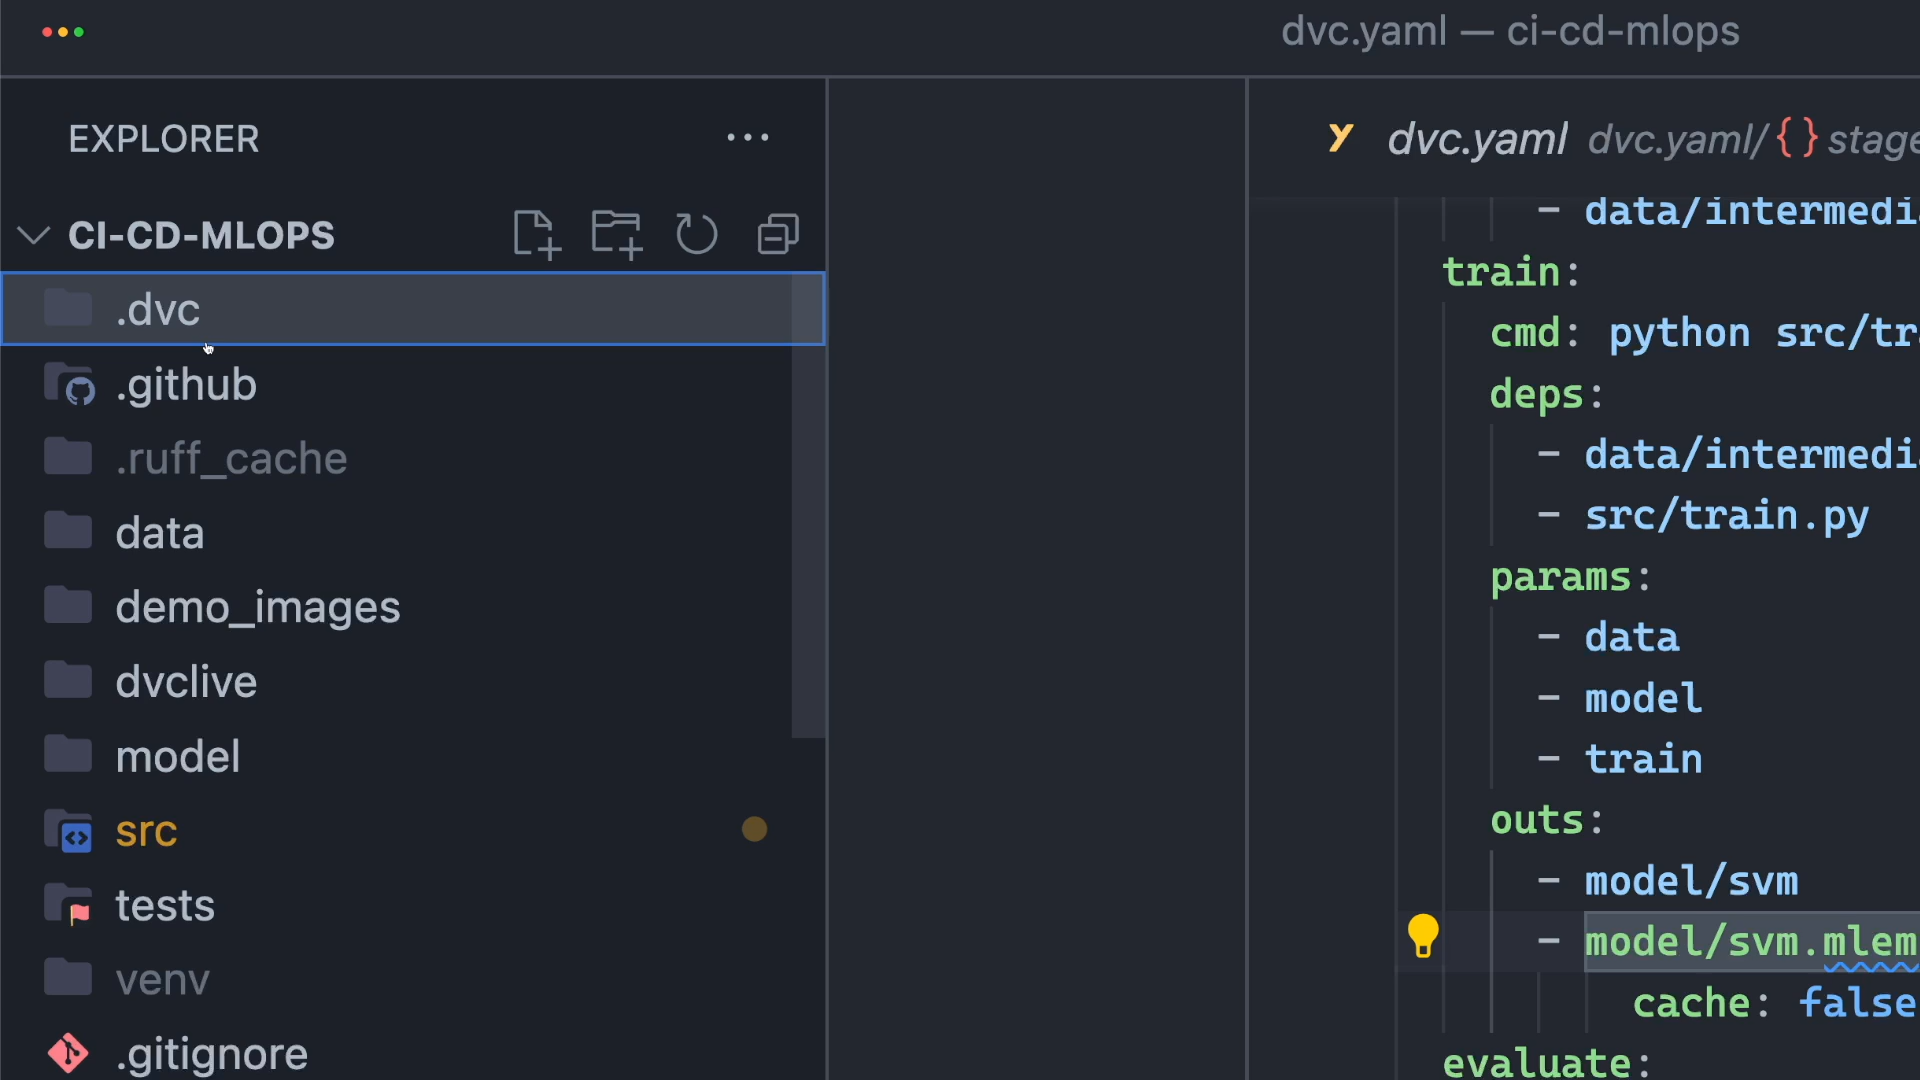 dvc.yaml — ci-cd-mlops
EXPLORER
CI-CD-MLOPS
.dvc
.github
.ruff_cache
data
demo_images
dvclive
model
src
tests
venv
.gitignore
dvc.yaml dvc.yaml/{} stage
- data/intermedi
train:
cmd: python src/tr
deps:
- data/intermedi
- src/train.py
params:
- data
- model
- train
outs:
- model/svm
- model/svm.mlem
cache: false
evaluate: